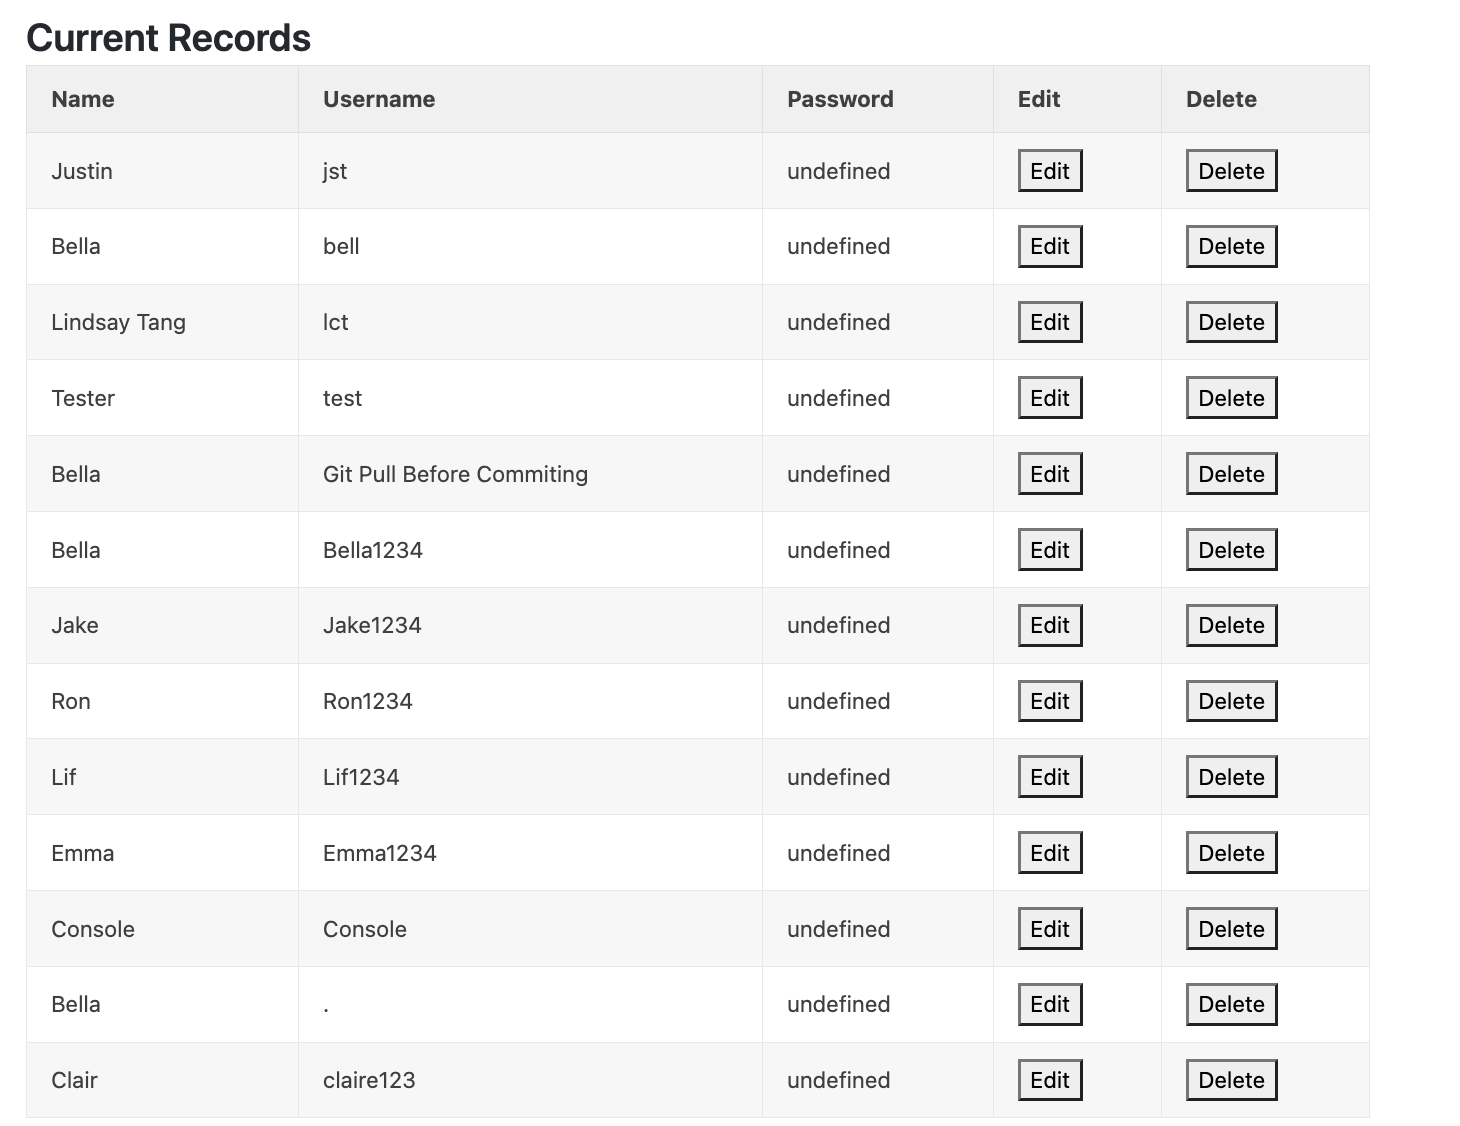 Current Records
Name Username Password Edit Delete
Justin jst undefined Edit Delete
Bella bell undefined Edit Delete
Lindsay Tang lct undefined Edit Delete
Tester test undefined Edit Delete
Bella Git Pull Before Commiting undefined Edit Delete
Bella Bella1234 undefined Edit Delete
Jake Jake1234 undefined Edit Delete
Ron Ron1234 undefined Edit Delete
Lif Lif1234 undefined Edit Delete
Emma Emma1234 undefined Edit Delete
Console Console undefined Edit Delete
Bella . undefined Edit Delete
Clair claire123 undefined Edit Delete